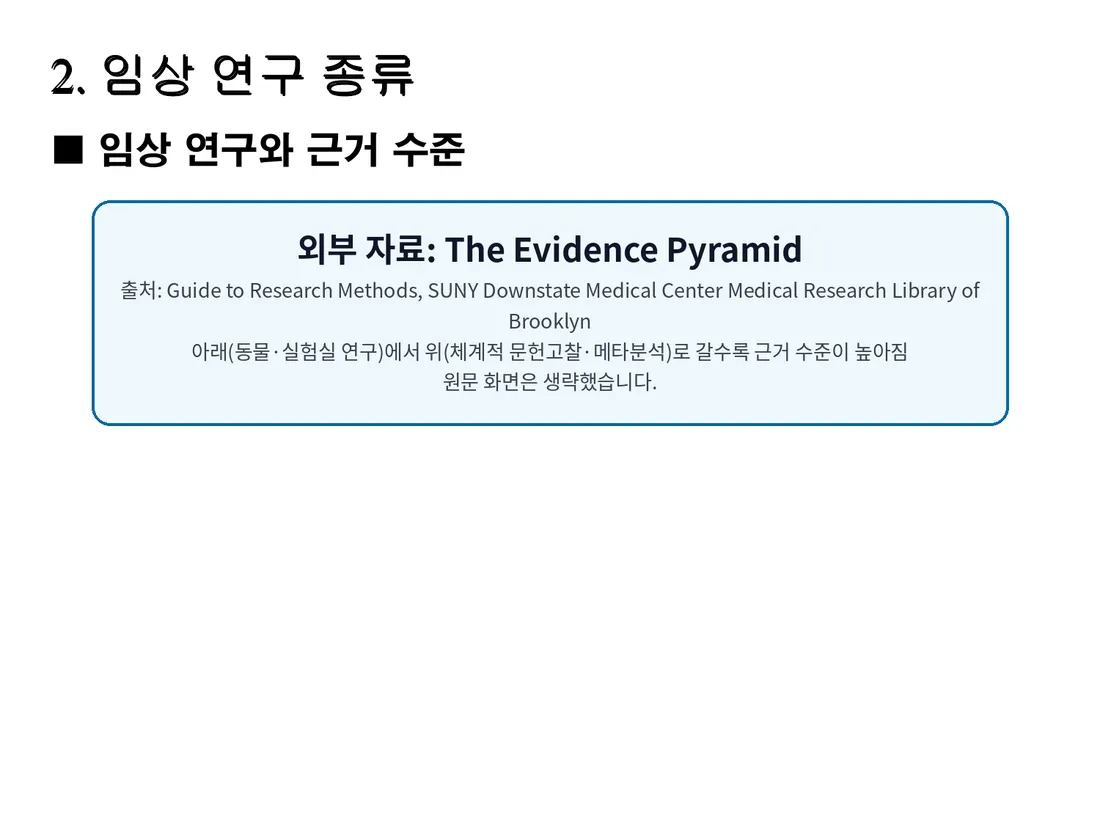 2. 임상 연구 종류
■ 임상 연구와 근거 수준
외부 자료: The Evidence Pyramid
출처: Guide to Research Methods, SUNY Downstate Medical Center Medical Research Library of
Brooklyn
아래(동물·실험실 연구)에서 위(체계적 문헌고찰·메타분석)로 갈수록 근거 수준이 높아짐
원문 화면은 생략했습니다.